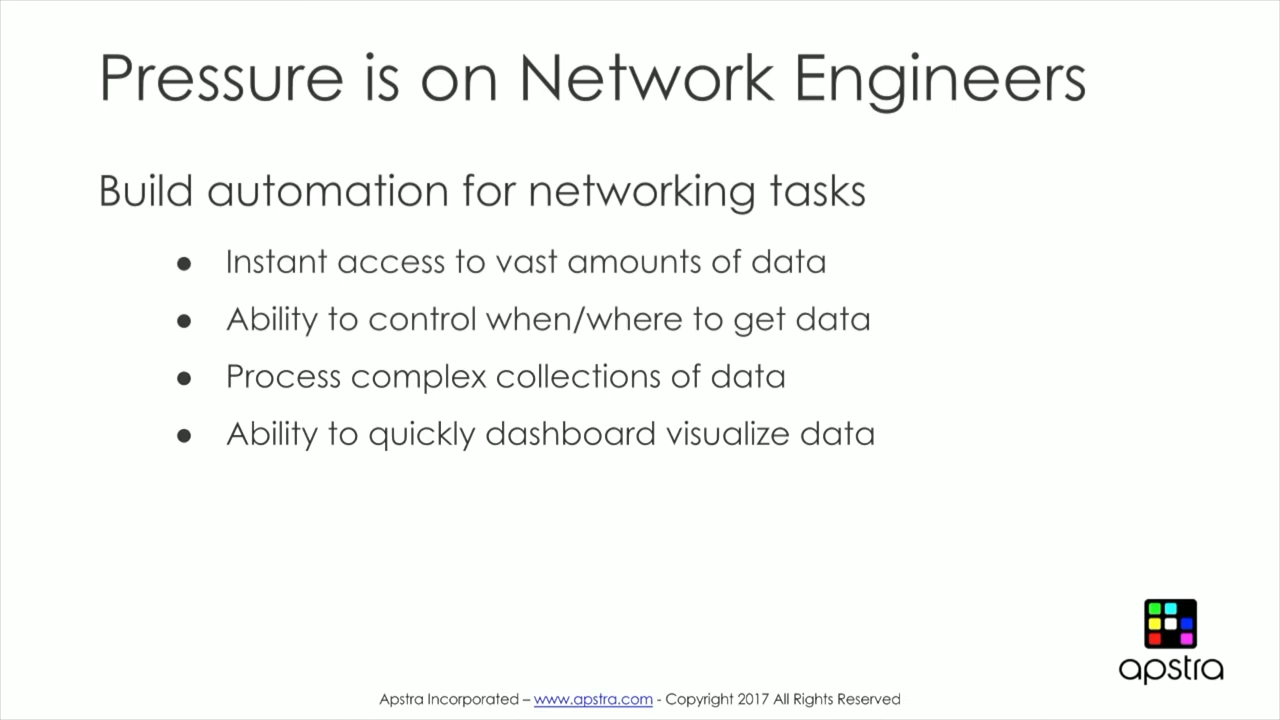 Pressure is on Network Engineers
Build automation for networking tasks
● Instant access to vast amounts of data
● Ability to control when/where to get data
● Process complex collections of data
● Ability to quickly dashboard visualize data
apstra
Apstra Incorporated – www.apstra.com - Copyright 2017 All Rights Reserved